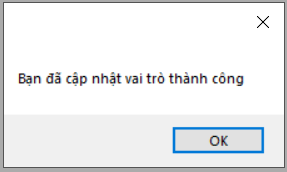 Bạn đã cập nhật vai trò thành công
OK